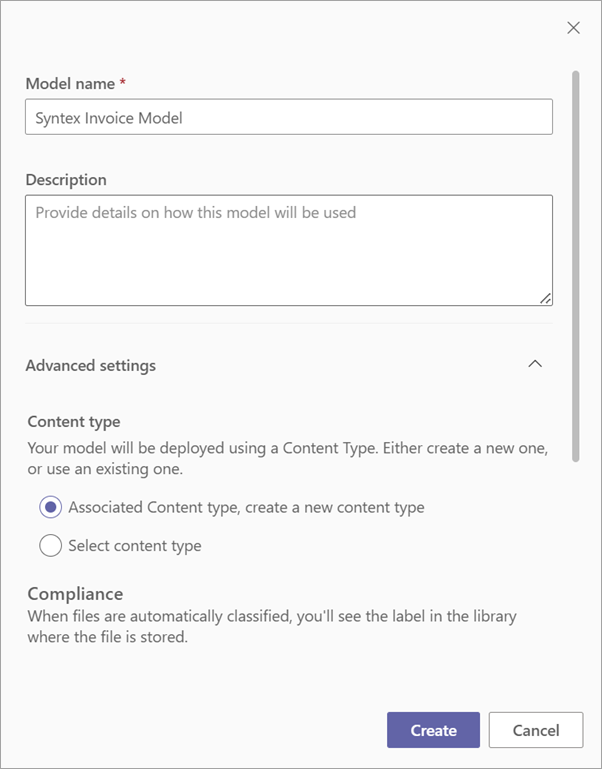 Model name *
Syntex Invoice Model
Description
Provide details on how this model will be used
Advanced settings
Content type
Your model will be deployed using a Content Type. Either create a new one,
or use an existing one.
Associated Content type, create a new content type
Select content type
Compliance
When files are automatically classified, you'll see the label in the library
where the file is stored.
Create Cancel